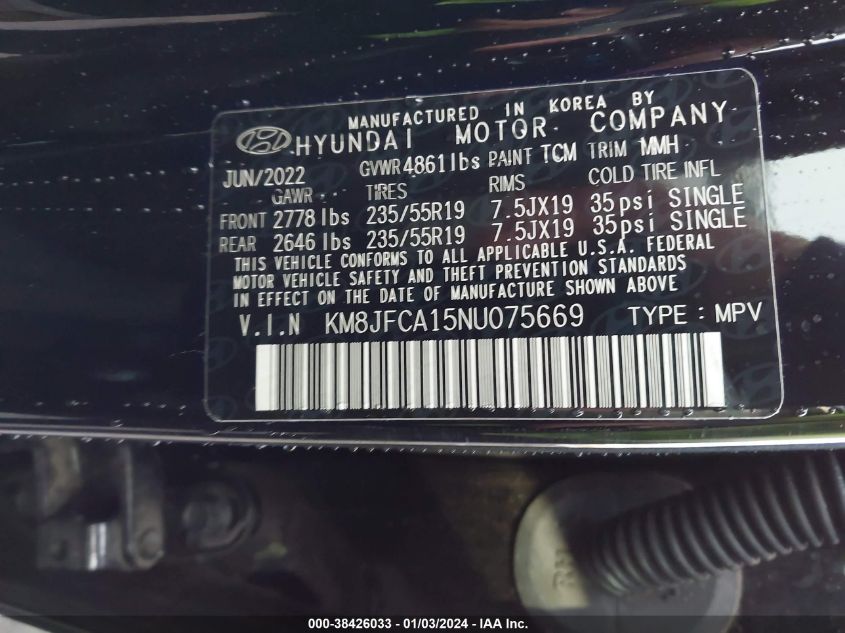 MANUFACTURED IN KOREA BY
HYUNDAI MOTOR COMPANY
JUN/2022 GVWR 4861 lbs PAINT TCM TRIM MMH
GAWR TIRES RIMS COLD TIRE INFL
FRONT 2778 lbs 235/55R19 7.5JX19 35psi SINGLE
REAR 2646 lbs 235/55R19 7.5JX19 35psi SINGLE
THIS VEHICLE CONFORMS TO ALL APPLICABLE U.S.A. FEDERAL
MOTOR VEHICLE SAFETY AND THEFT PREVENTION STANDARDS
IN EFFECT ON THE DATE OF MANUFACTURE SHOWN ABOVE
V.I.N KM8JFCA15NU075669 TYPE : MPV
000-38426033 - 01/03/2024 - IAAI.com